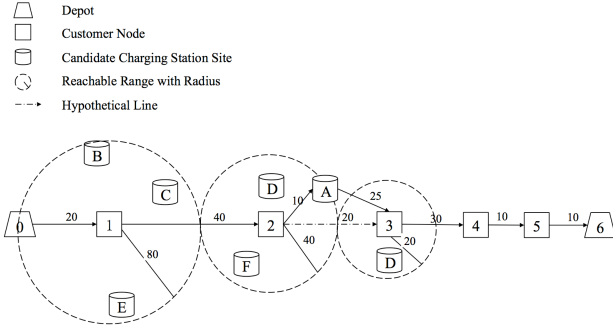 Depot
Customer Node
Candidate Charging Station Site
Reachable Range with Radius
Hypothetical Line
B
D
A
C
10
25
20
40
20
30
10
10
0
1
2
3
4
5
6
80
40
20
F
D
E